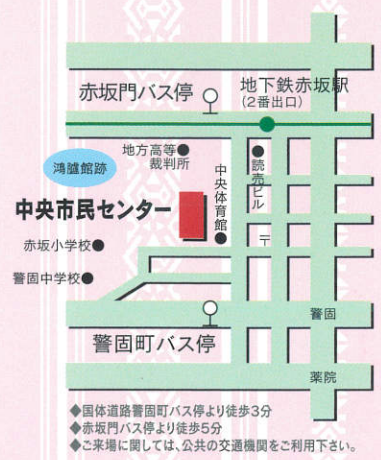 赤坂門バス停
地下鉄赤坂駅
(2番出口)
地方高等
裁判所
鴻臚館跡
読売ビル
中央体育館
中央市民センター
赤坂小学校
〒
警固中学校
警固
警固町バス停
薬院
◆国体道路警固町バス停より徒歩3分
◆赤坂門バス停より徒歩5分
◆ご来場に関しては、公共の交通機関をご利用下さい。